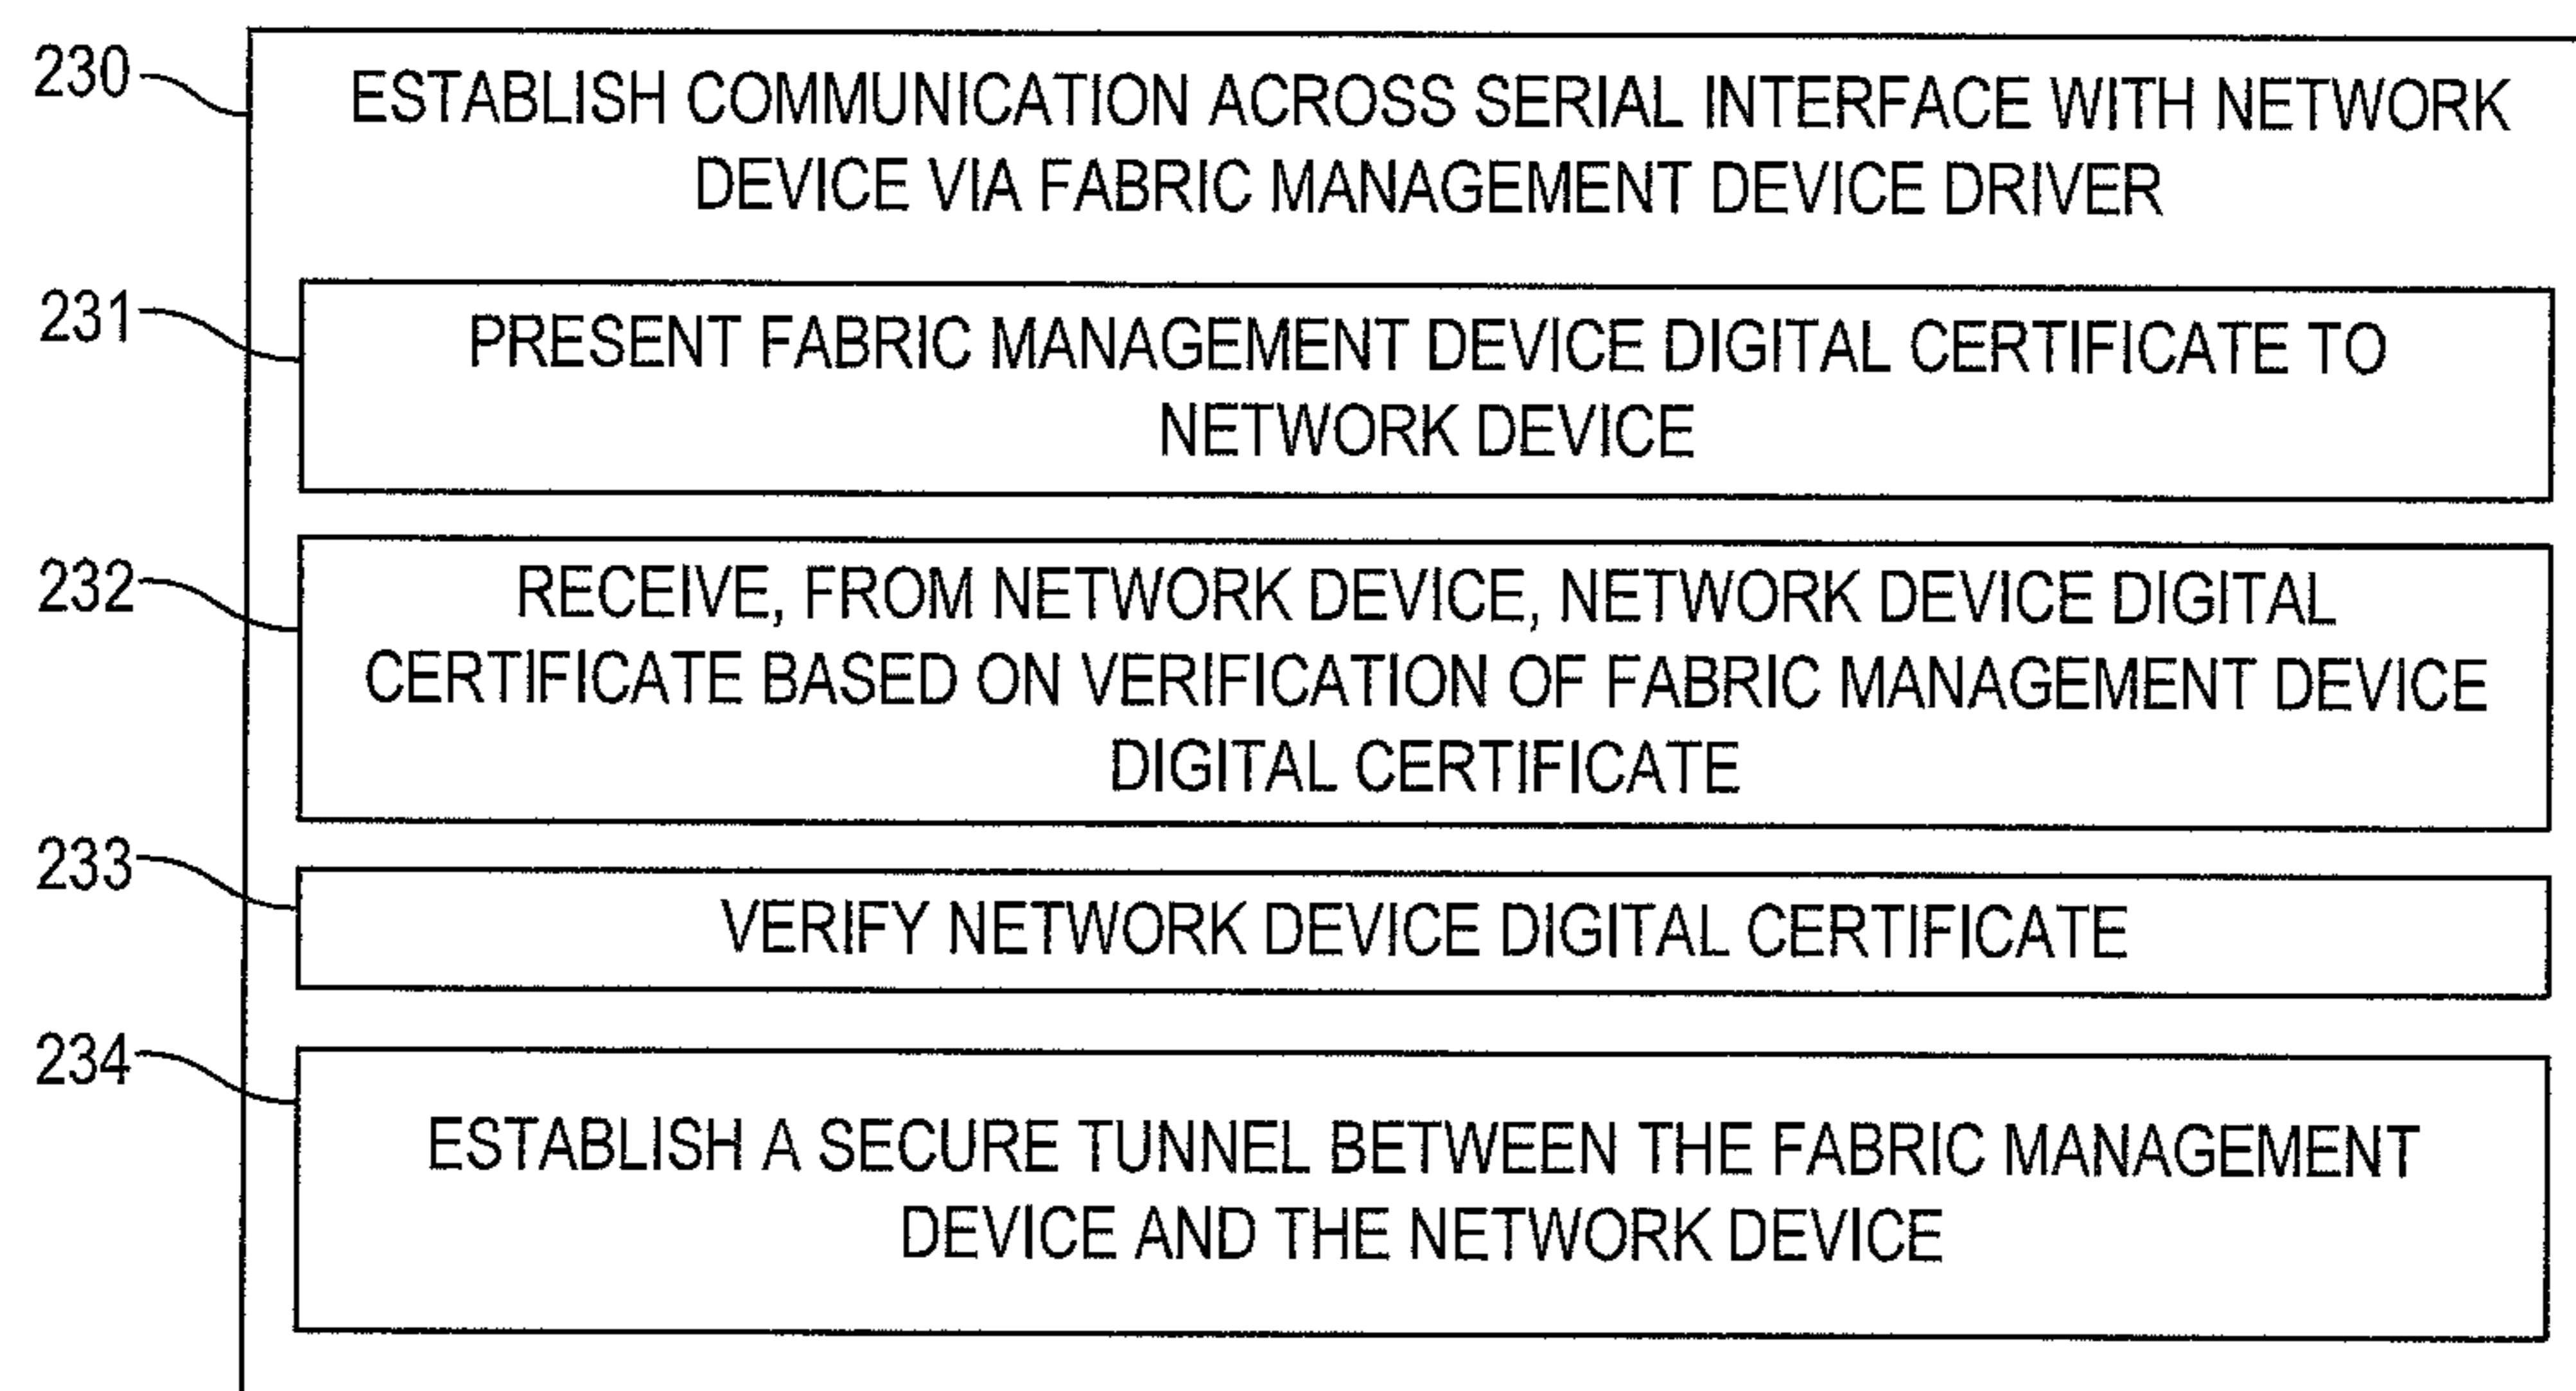 230
ESTABLISH COMMUNICATION ACROSS SERIAL INTERFACE WITH NETWORK
DEVICE VIA FABRIC MANAGEMENT DEVICE DRIVER
231
PRESENT FABRIC MANAGEMENT DEVICE DIGITAL CERTIFICATE TO
NETWORK DEVICE
232
RECEIVE, FROM NETWORK DEVICE, NETWORK DEVICE DIGITAL
CERTIFICATE BASED ON VERIFICATION OF FABRIC MANAGEMENT DEVICE
DIGITAL CERTIFICATE
233
VERIFY NETWORK DEVICE DIGITAL CERTIFICATE
234
ESTABLISH A SECURE TUNNEL BETWEEN THE FABRIC MANAGEMENT
DEVICE AND THE NETWORK DEVICE